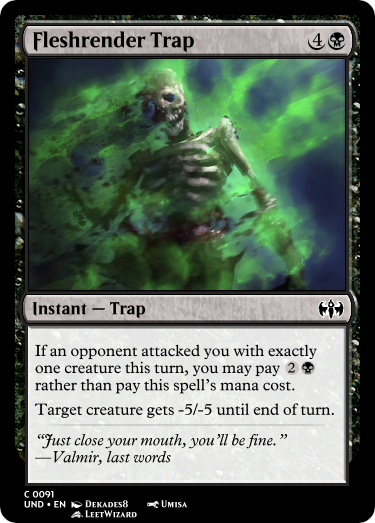 Fleshrender Trap 4
Instant — Trap
If an opponent attacked you with exactly
one creature this turn, you may pay 2
rather than pay this spell's mana cost.
Target creature gets -5/-5 until end of turn.
"Just close your mouth, you'll be fine."
—Valmir, last words
C 0091
UND • EN DEKADES8 UMISA
LEETWIZARD